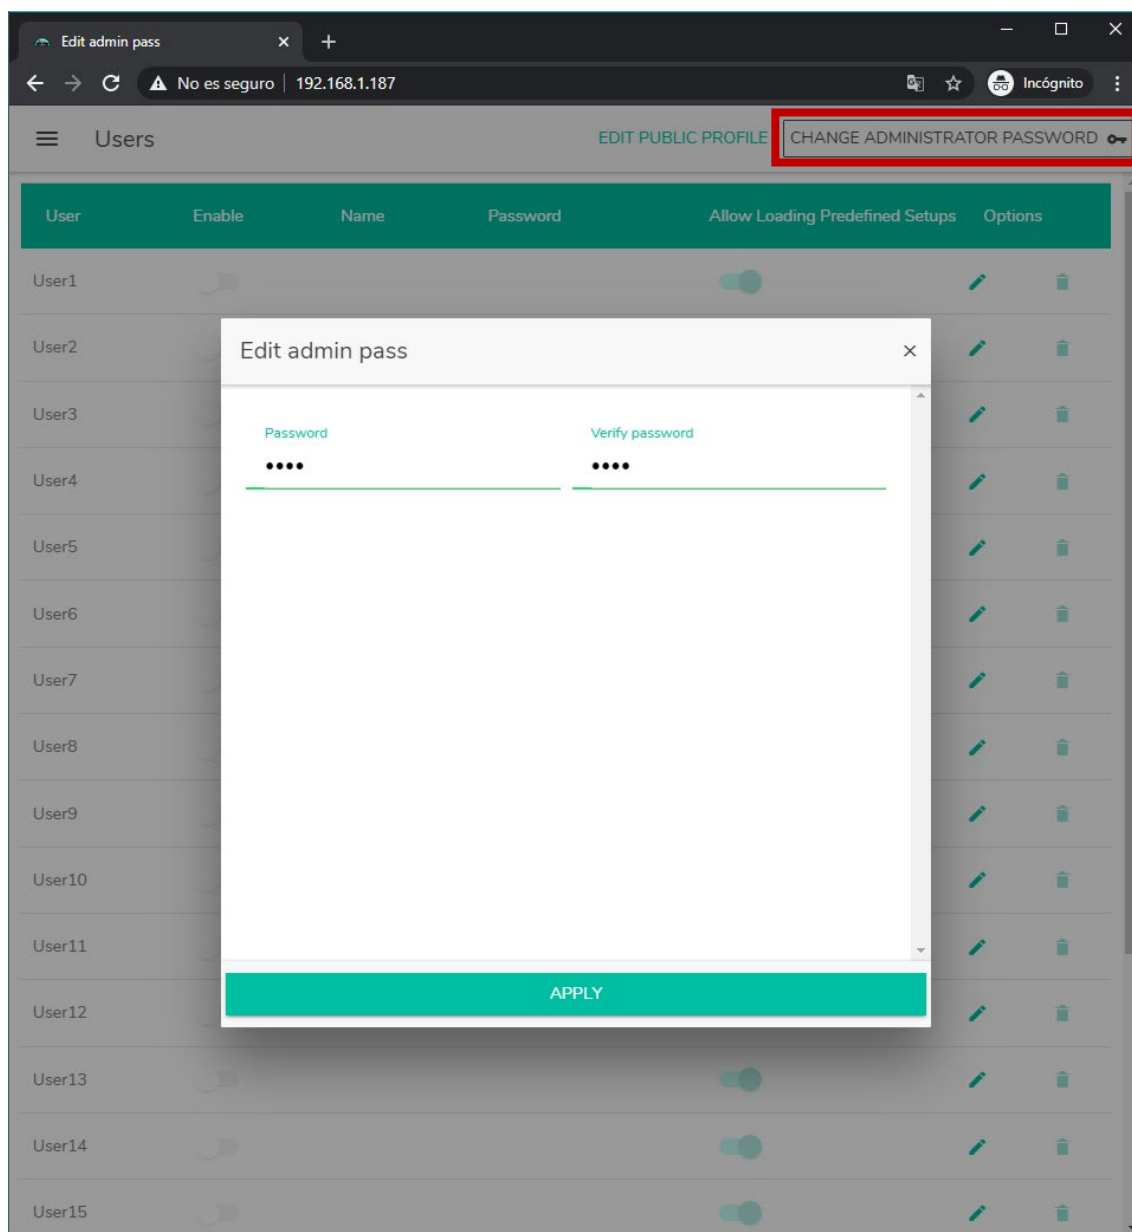 Edit admin pass
No es seguro | 192.168.1.187 Incógnito
Users EDIT PUBLIC PROFILE CHANGE ADMINISTRATOR PASSWORD
User Enable Name Password Allow Loading Predefined Setups Options
User1
User2
Edit admin pass
User3
Password Verify password
•••• ••••
User4
User5
User6
User7
User8
User9
User10
User11
APPLY
User12
User13
User14
User15